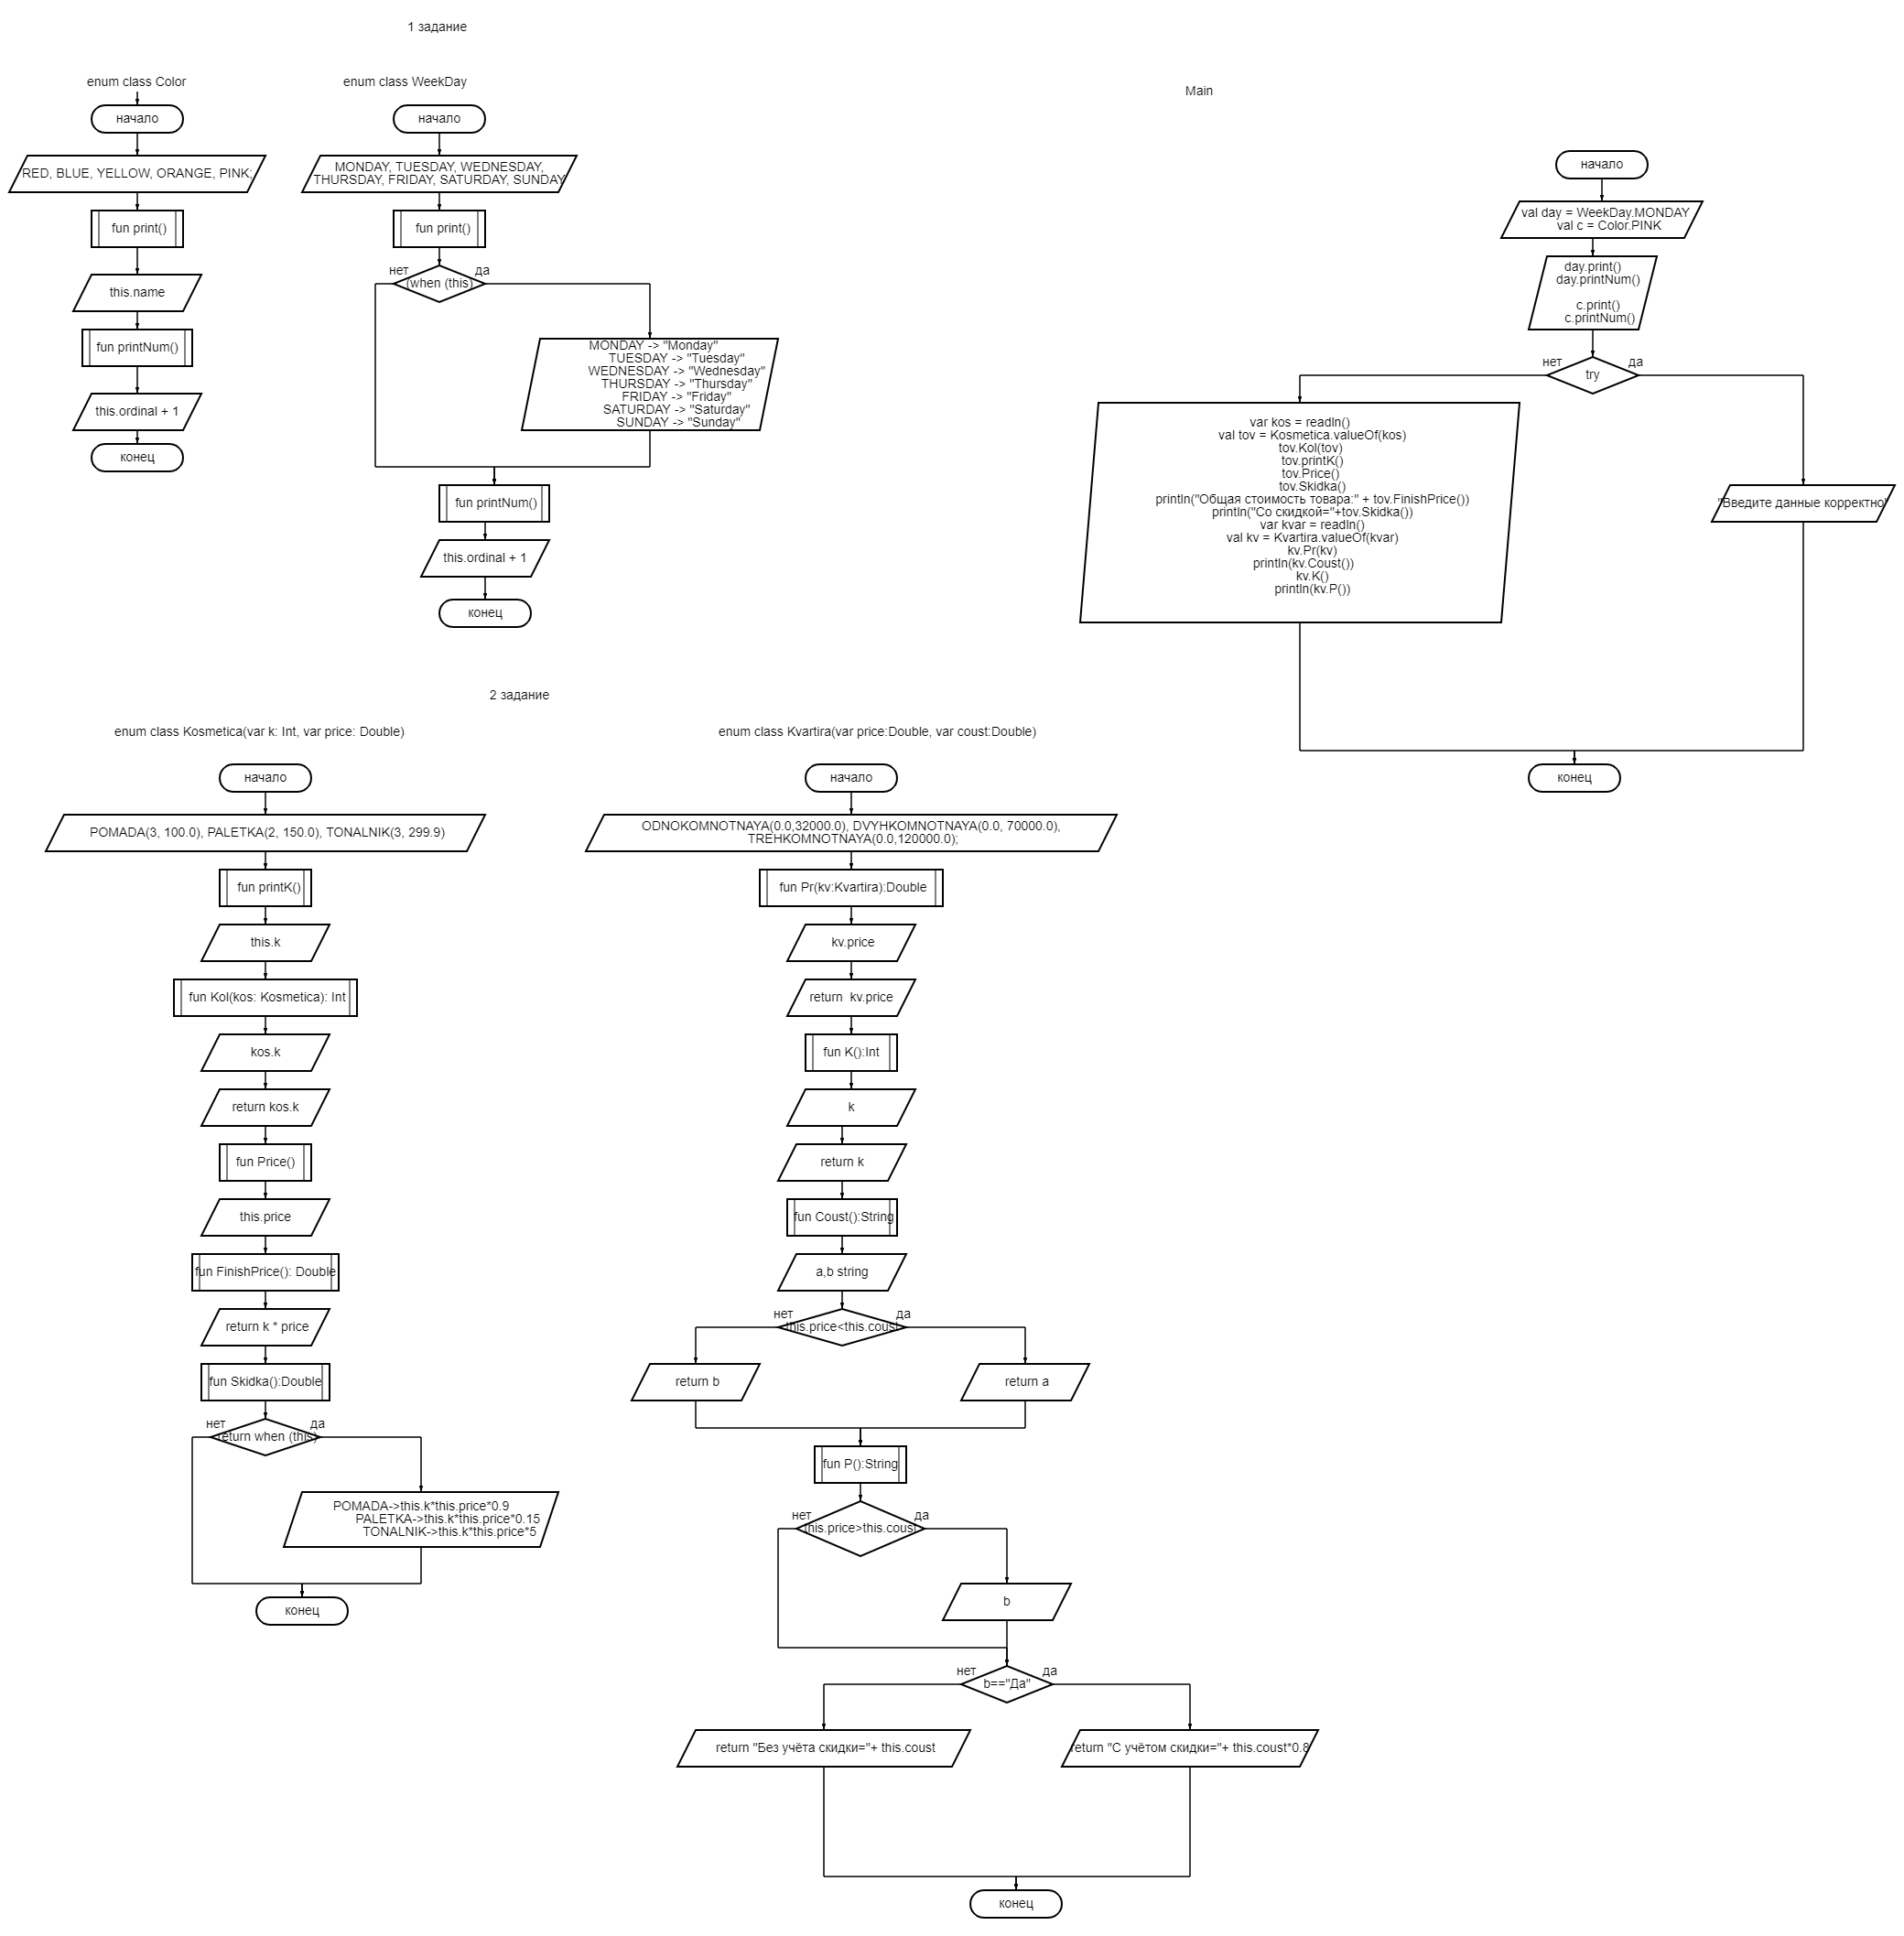 1 задание
enum class Color
начало
RED, BLUE, YELLOW, ORANGE, PINK;
fun print()
this.name
fun printNum()
this.ordinal + 1
конец
enum class WeekDay
начало
MONDAY, TUESDAY, WEDNESDAY,
THURSDAY, FRIDAY, SATURDAY, SUNDAY
fun print()
нет
да
(when (this)
MONDAY -> "Monday"
TUESDAY -> "Tuesday"
WEDNESDAY -> "Wednesday"
THURSDAY -> "Thursday"
FRIDAY -> "Friday"
SATURDAY -> "Saturday"
SUNDAY -> "Sunday"
fun printNum()
this.ordinal + 1
конец
Main
начало
val day = WeekDay.MONDAY
val c = Color.PINK
day.print()
day.printNum()
c.print()
c.printNum()
нет
да
try
var kos = readln()
val tov = Kosmetica.valueOf(kos)
tov.Kol(tov)
tov.printK()
tov.Price()
tov.Skidka()
println("Общая стоимость товара:" + tov.FinishPrice())
println("Со скидкой="+tov.Skidka())
var kvar = readln()
val kv = Kvartira.valueOf(kvar)
kv.Pr(kv)
println(kv.Coust())
kv.K()
println(kv.P())
"Введите данные корректно"
конец
2 задание
enum class Kosmetica(var k: Int, var price: Double)
начало
POMADA(3, 100.0), PALETKA(2, 150.0), TONALNIK(3, 299.9)
fun printK()
this.k
fun Kol(kos: Kosmetica): Int
kos.k
return kos.k
fun Price()
this.price
fun FinishPrice(): Double
return k * price
fun Skidka():Double
нет
да
return when (this)
POMADA->this.k*this.price*0.9
PALETKA->this.k*this.price*0.15
TONALNIK->this.k*this.price*5
конец
enum class Kvartira(var price:Double, var coust:Double)
начало
ODNOKOMNOTNAYA(0.0,32000.0), DVYHKOMNOTNAYA(0.0, 70000.0),
TREHKOMNOTNAYA(0.0,120000.0);
fun Pr(kv:Kvartira):Double
kv.price
return kv.price
fun K():Int
k
return k
fun Coust():String
a,b string
нет
да
this.price<this.coust
return b
return a
fun P():String
нет
да
this.price>this.coust
b
нет
да
b=="Да"
return "Без учёта скидки="+ this.coust
return "С учётом скидки="+ this.coust*0.8
конец